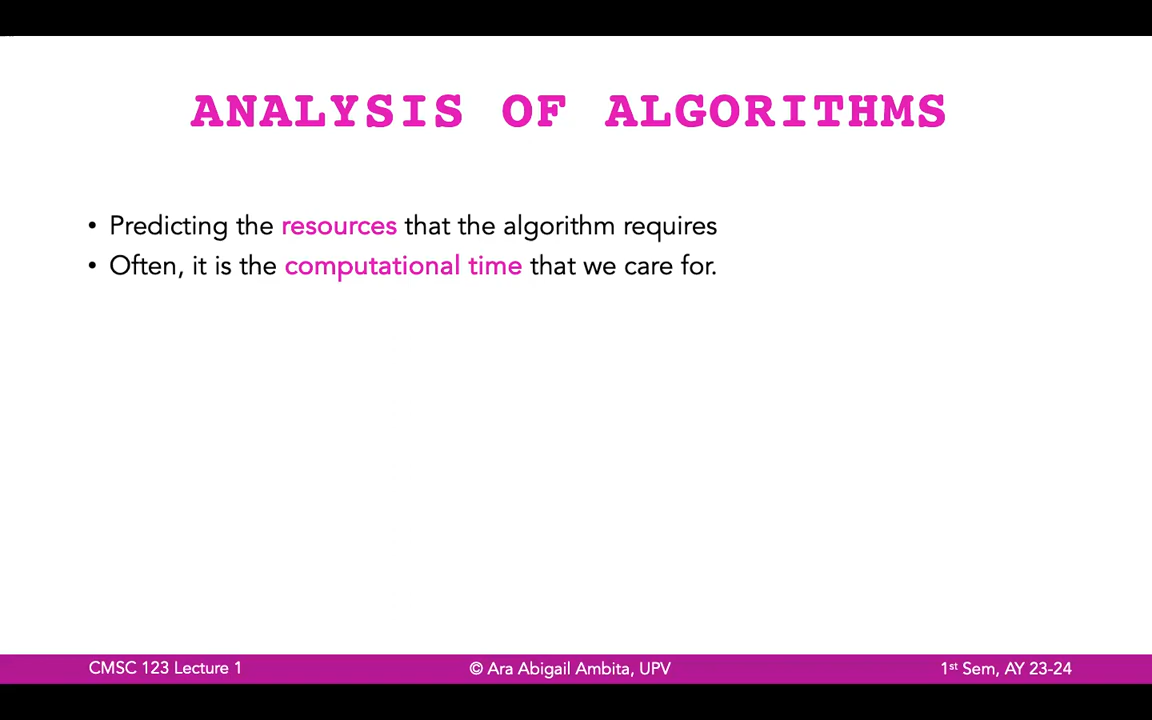 ANALYSIS OF ALGORITHMS
• Predicting the resources that the algorithm requires
• Often, it is the computational time that we care for.
CMSC 123 Lecture 1
© Ara Abigail Ambita, UPV
1st Sem, AY 23-24